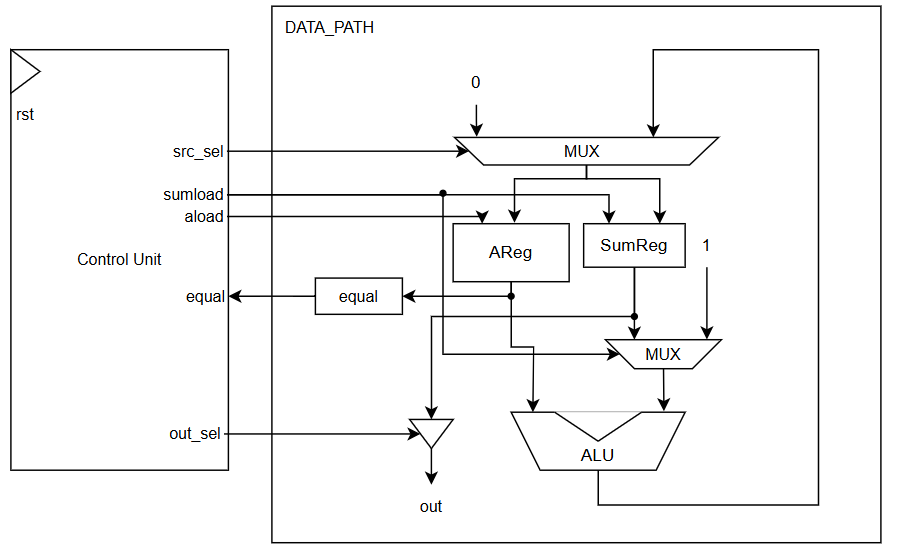 DATA_PATH
0
rst
src_sel
MUX
sumload
aload
AReg
SumReg
1
Control Unit
equal
equal
MUX
out_sel
ALU
out